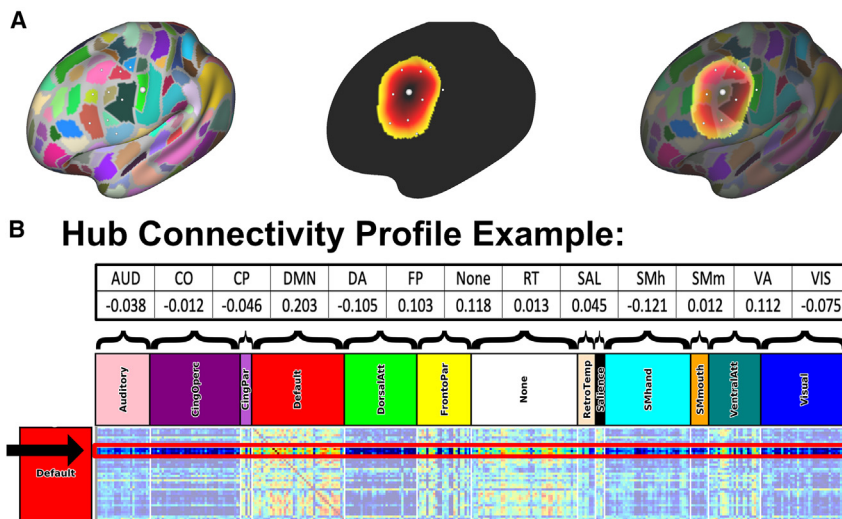 A
B Hub Connectivity Profile Example:
AUD CO CP DMN DA FP None RT SAL SMh SMm VA VIS
-0.038 -0.012 -0.046 0.203 -0.105 0.103 0.118 0.013 0.045 -0.121 0.012 0.112 -0.075
Auditory CingOperc CingPar Default DorsalAtt FrontoPar None RetroTemp Salience SMhand SMmouth VentralAtt Visual
Default